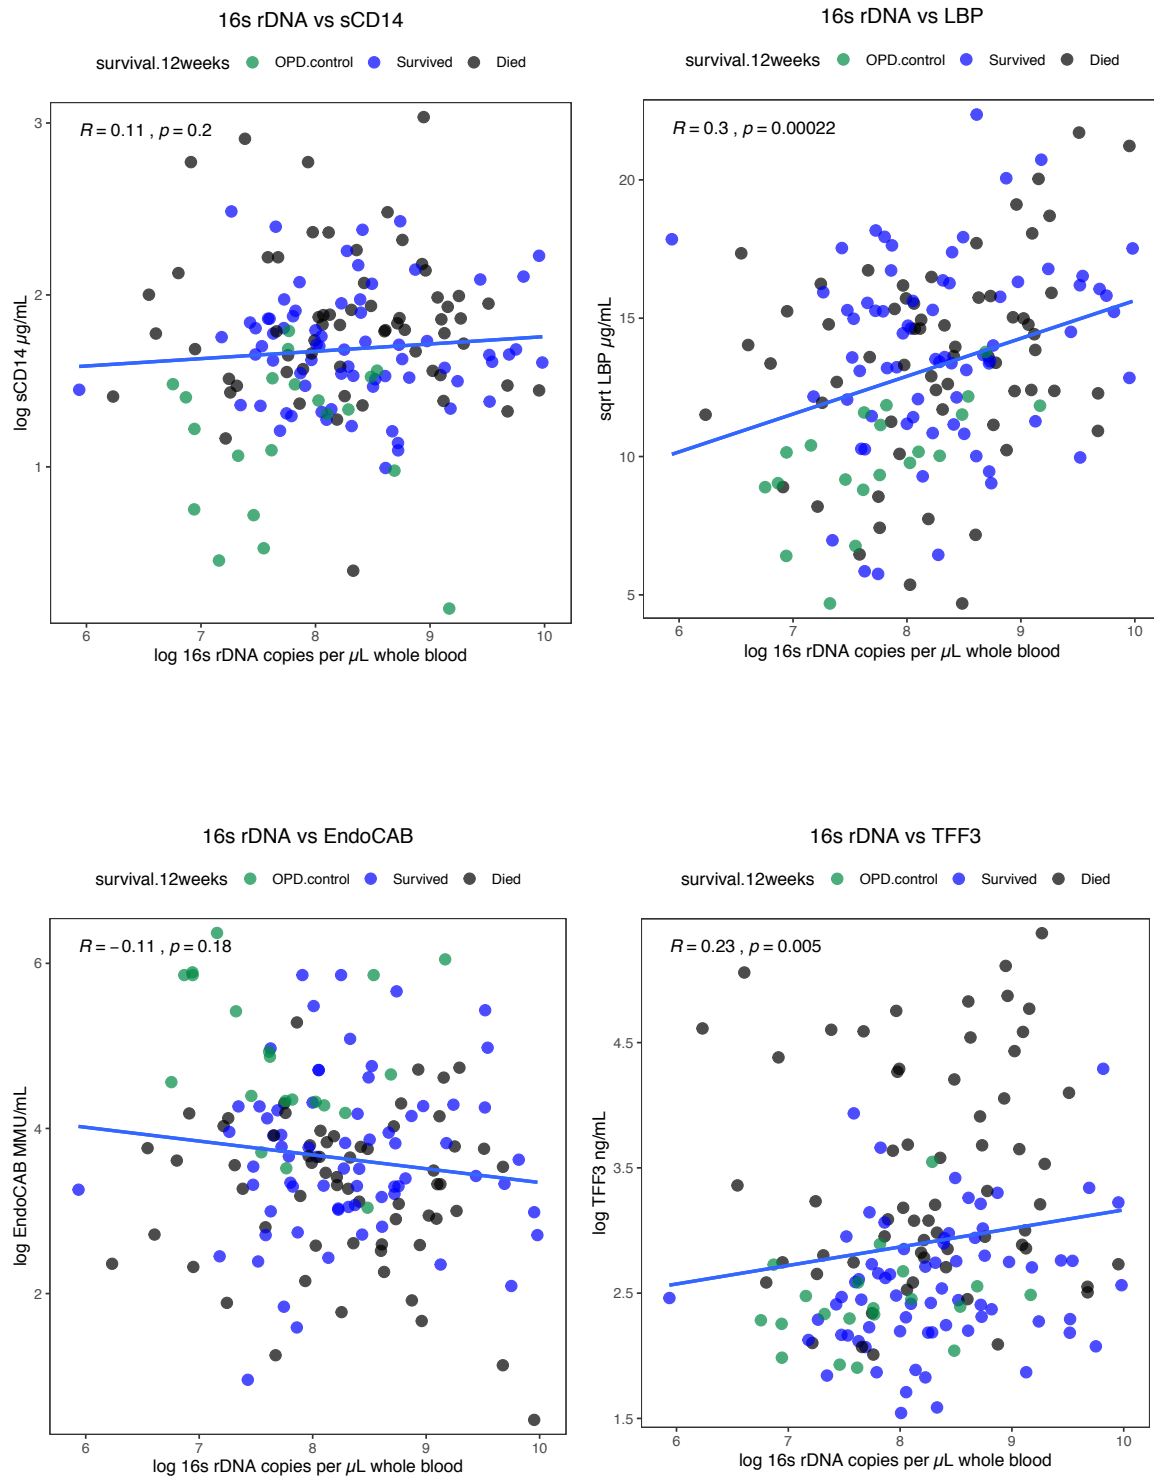 16s rDNA vs sCD14
survival.12weeks OPD.control Survived Died
R = 0.11 , p = 0.2
3
2
1
log sCD14 µg/mL
6 7 8 9 10
log 16s rDNA copies per µL whole blood
16s rDNA vs LBP
survival.12weeks OPD.control Survived Died
R = 0.3 , p = 0.00022
20
15
10
5
sqrt LBP µg/mL
6 7 8 9 10
log 16s rDNA copies per µL whole blood
16s rDNA vs EndoCAB
survival.12weeks OPD.control Survived Died
R = −0.11 , p = 0.18
6
4
2
log EndoCAB MMU/mL
6 7 8 9 10
log 16s rDNA copies per µL whole blood
16s rDNA vs TFF3
survival.12weeks OPD.control Survived Died
R = 0.23 , p = 0.005
4.5
3.5
2.5
1.5
log TFF3 ng/mL
6 7 8 9 10
log 16s rDNA copies per µL whole blood